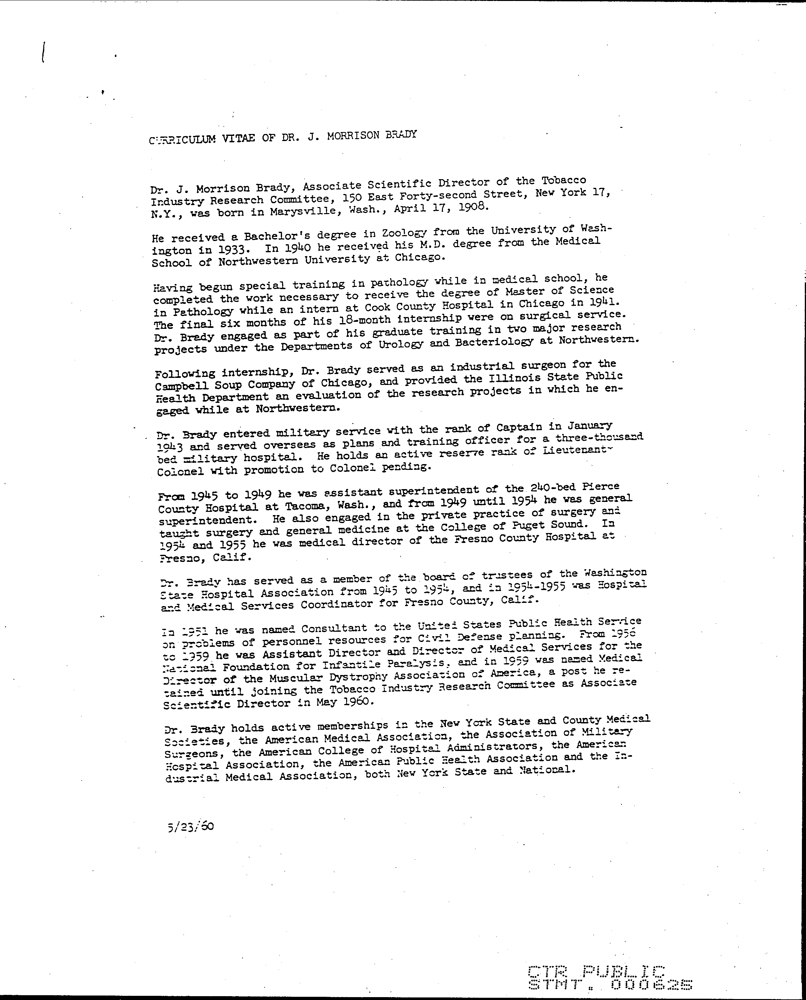 CURRICULUM VITAE OF DR. J. MORRISON BRADY
Dr. J. Morrison Brady, Associate Scientific Director of the Tobacco
Industry Research Committee, 150 East Forty-second Street, New York 17,
N.Y., was born in Marysville, Wash., April 17, 1908.
He received a Bachelor's degree in Zoology from the University of Wash-
ington in 1933. In 1940 he received his M.D. degree from the Medical
School of Northwestern University at Chicago.
Having begun special training in pathology while in medical school, he
completed the work necessary to receive the degree of Master of Science
in Pathology while an intern at Cook County Hospital in Chicago in 1941.
The final six months of his 18-month internship were on surgical service.
Dr. Brady engaged as part of his graduate training in two major research
projects under the Departments of Urology and Bacteriology at Northwestern.
Following internship, Dr. Brady served as an industrial surgeon for the
Campbell Soup Company of Chicago, and provided the Illinois State Public
Health Department an evaluation of the research projects in which he en-
gaged while at Northwestern.
Dr. Brady entered military service with the rank of Captain in January
1943 and served overseas as plans and training officer for a three-thousand
bed military hospital. He holds an active reserve rank of Lieutenant-
Colonel with promotion to Colonel pending.
From 1945 to 1949 he was assistant superintendent of the 240-bed Pierce
County Hospital at Tacoma, Wash., and from 1949 until 1954 he was general
superintendent. He also engaged in the private practice of surgery and
taught surgery and general medicine at the College of Puget Sound. In
1954 and 1955 he was medical director of the Fresno County Hospital at
Fresno, Calif.
Dr. Brady has served as a member of the board of trustees of the Washington
State Hospital Association from 1945 to 1954, and in 1954-1955 was Hospital
and Medical Services Coordinator for Fresno County, Calif.
In 1951 he was named Consultant to the United States Public Health Service
on problems of personnel resources for Civil Defense planning. From 1956
to 1959 he was Assistant Director and Director of Medical Services for the
National Foundation for Infantile Paralysis, and in 1959 was named Medical
Director of the Muscular Dystrophy Association of America, a post he re-
tained until joining the Tobacco Industry Research Committee as Associate
Scientific Director in May 1960.
Dr. Brady holds active memberships in the New York State and County Medical
Societies, the American Medical Association, the Association of Military
Surgeons, the American College of Hospital Administrators, the American
Hospital Association, the American Public Health Association and the In-
dustrial Medical Association, both New York State and National.
5/23/60
CTR PUBLIC
STMT. 000625